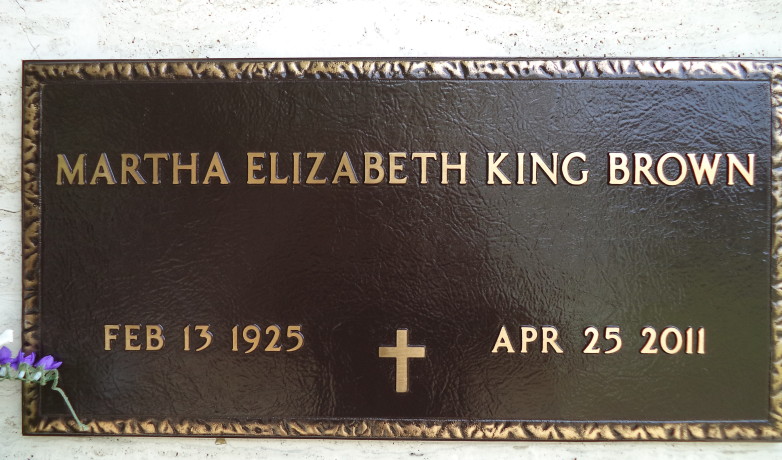 MARTHA ELIZABETH KING BROWN
FEB 13 1925 APR 25 2011